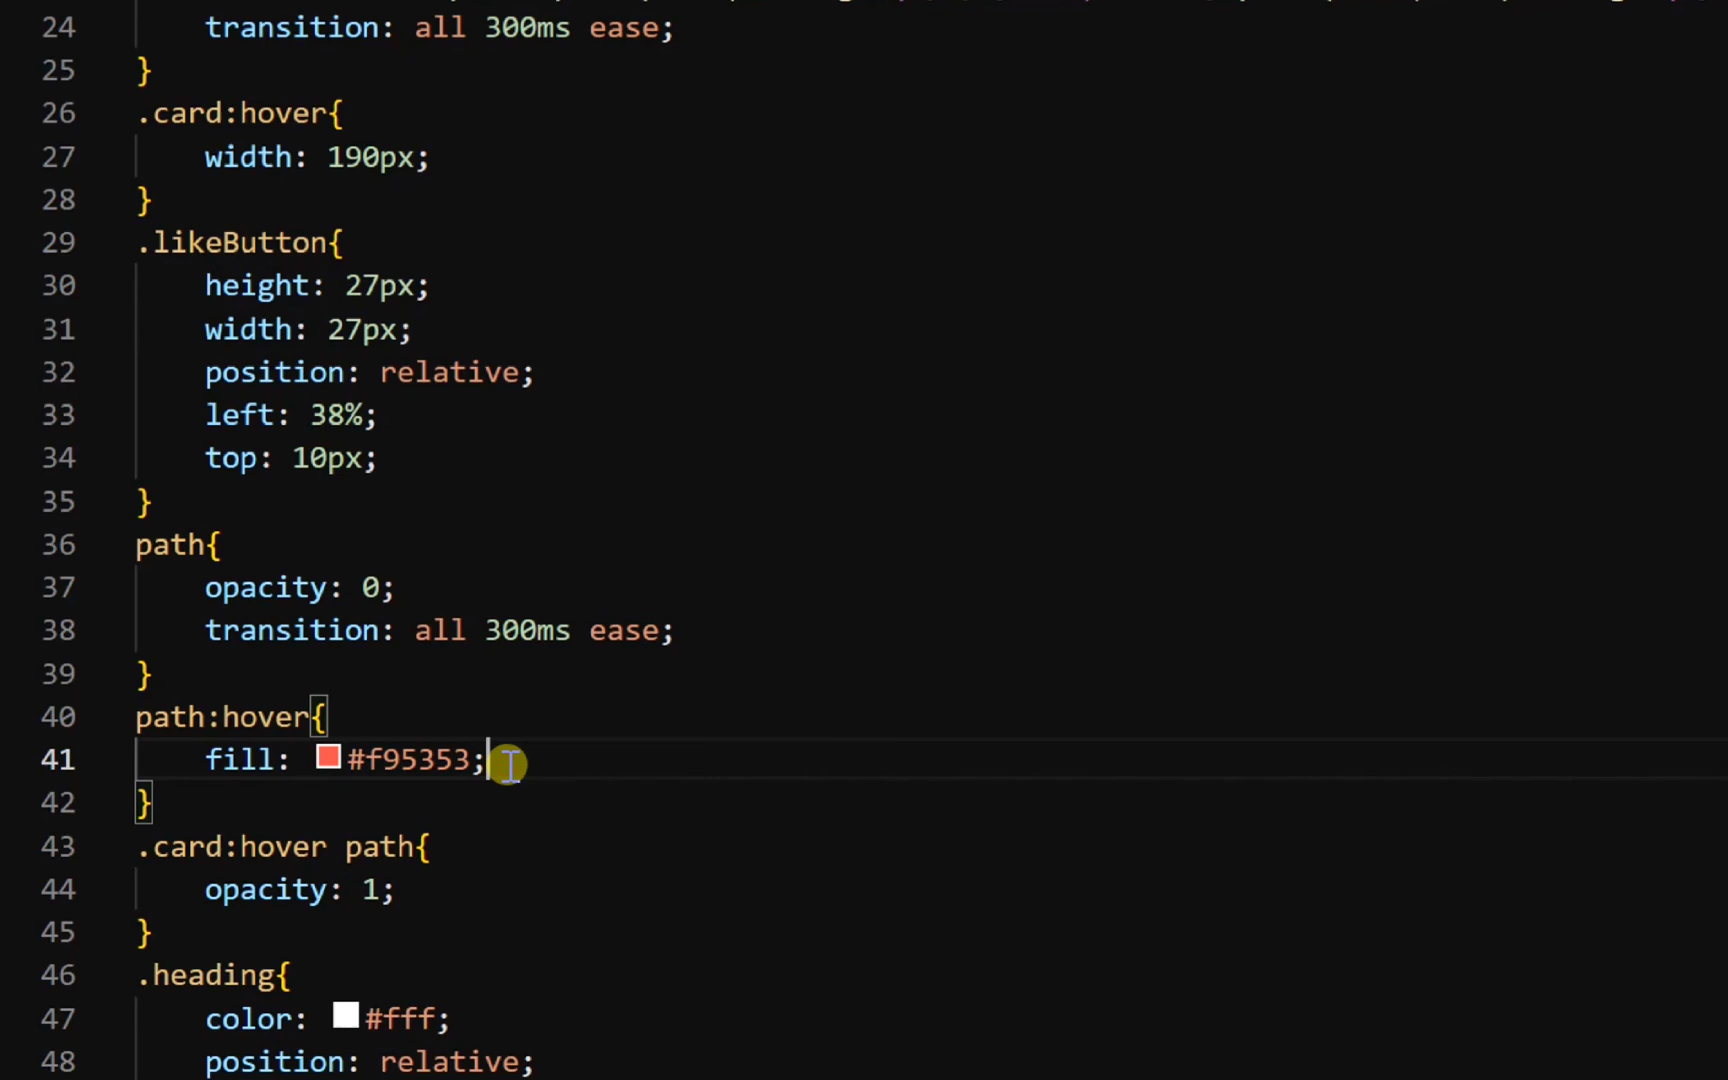 24 transition: all 300ms ease;
25 }
26 .card:hover{
27 width: 190px;
28 }
29 .likeButton{
30 height: 27px;
31 width: 27px;
32 position: relative;
33 left: 38%;
34 top: 10px;
35 }
36 path{
37 opacity: 0;
38 transition: all 300ms ease;
39 }
40 path:hover{
41 fill: #f95353;
42 }
43 .card:hover path{
44 opacity: 1;
45 }
46 .heading{
47 color: #fff;
48 position: relative;